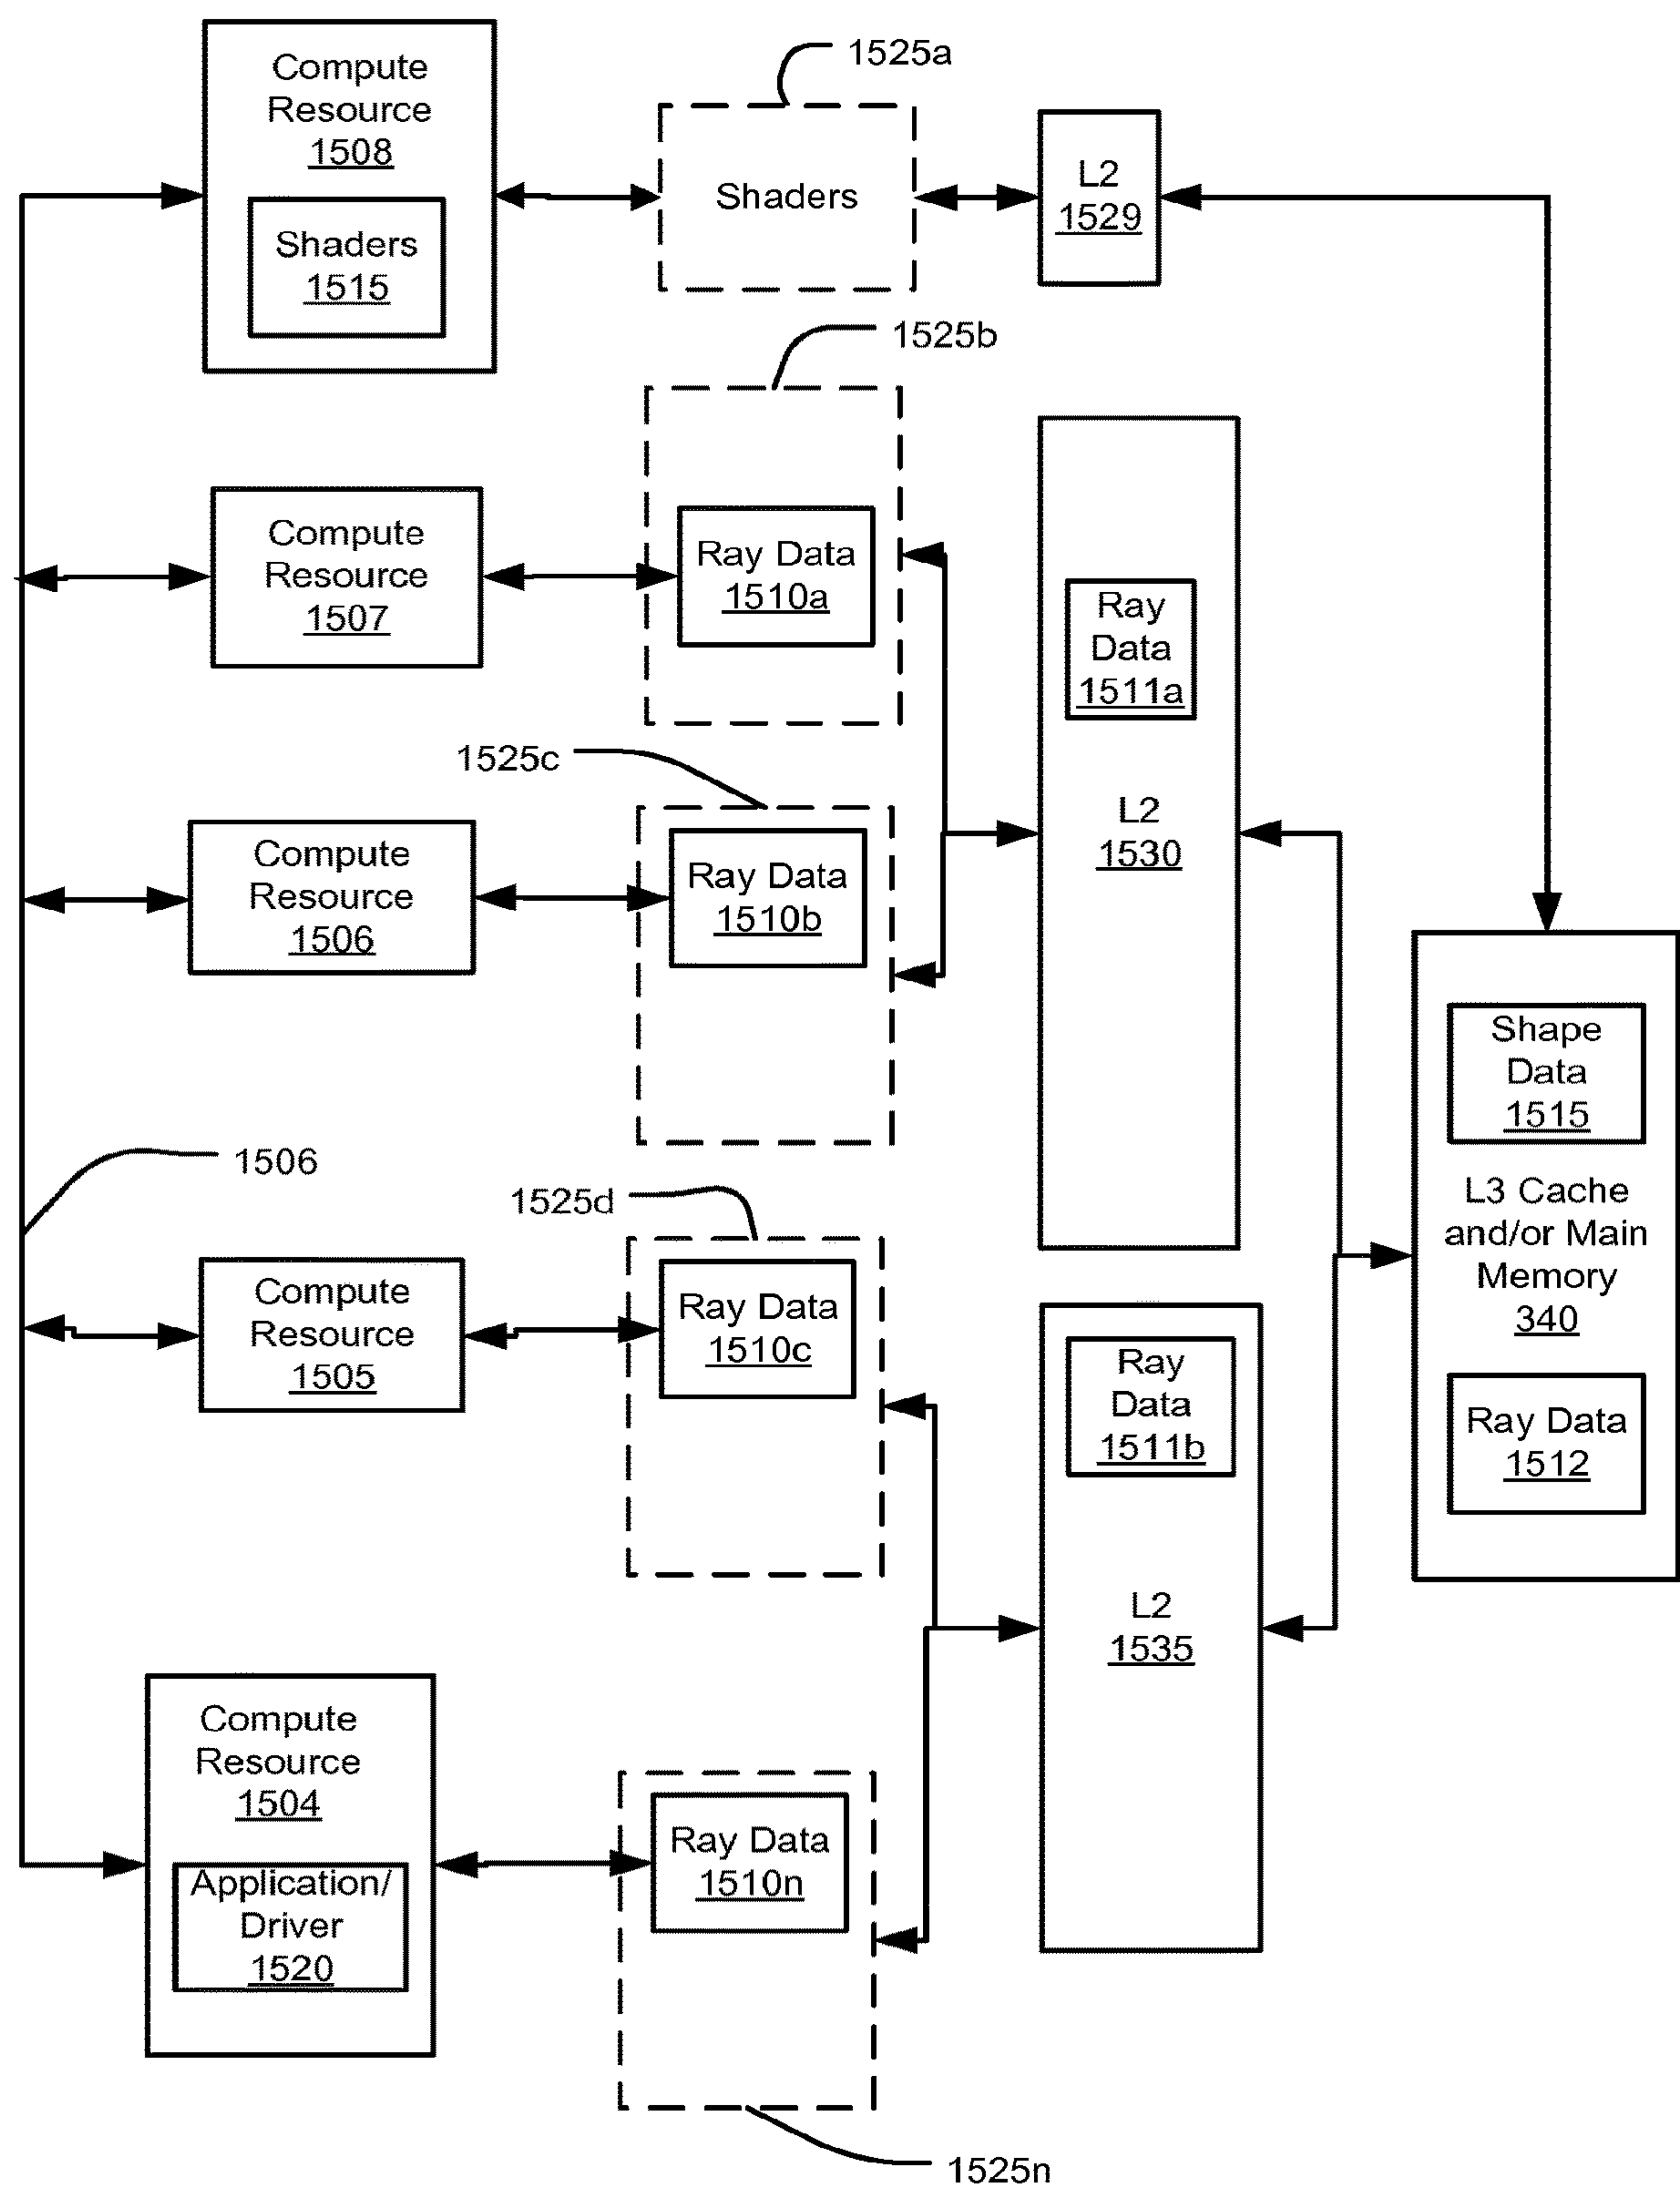 1525a
Compute
Resource
1508
Shaders
1515
Shaders
L2
1529
1525b
Compute
Resource
1507
Ray Data
1510a
Ray
Data
1511a
L2
1530
1525c
Compute
Resource
1506
Ray Data
1510b
Shape
Data
1515
L3 Cache
and/or Main
Memory
340
Ray Data
1512
1506
1525d
Compute
Resource
1505
Ray Data
1510c
Ray
Data
1511b
L2
1535
Compute
Resource
1504
Application/
Driver
1520
Ray Data
1510n
1525n